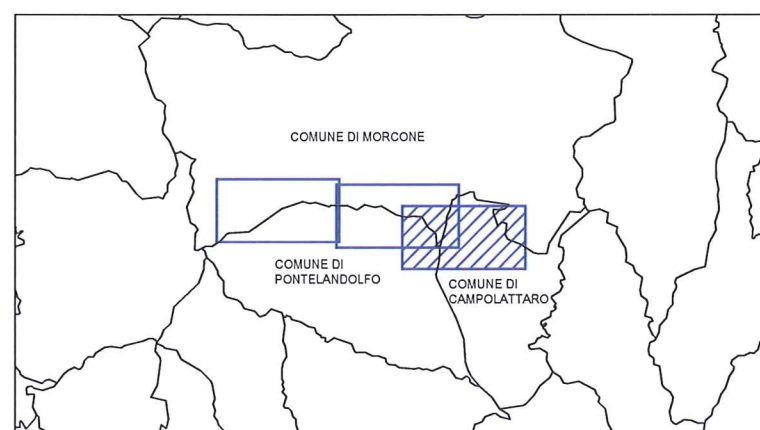 COMUNE DI MORCONE
COMUNE DI
PONTELANDOLFO
COMUNE DI
CAMPOLATTARO